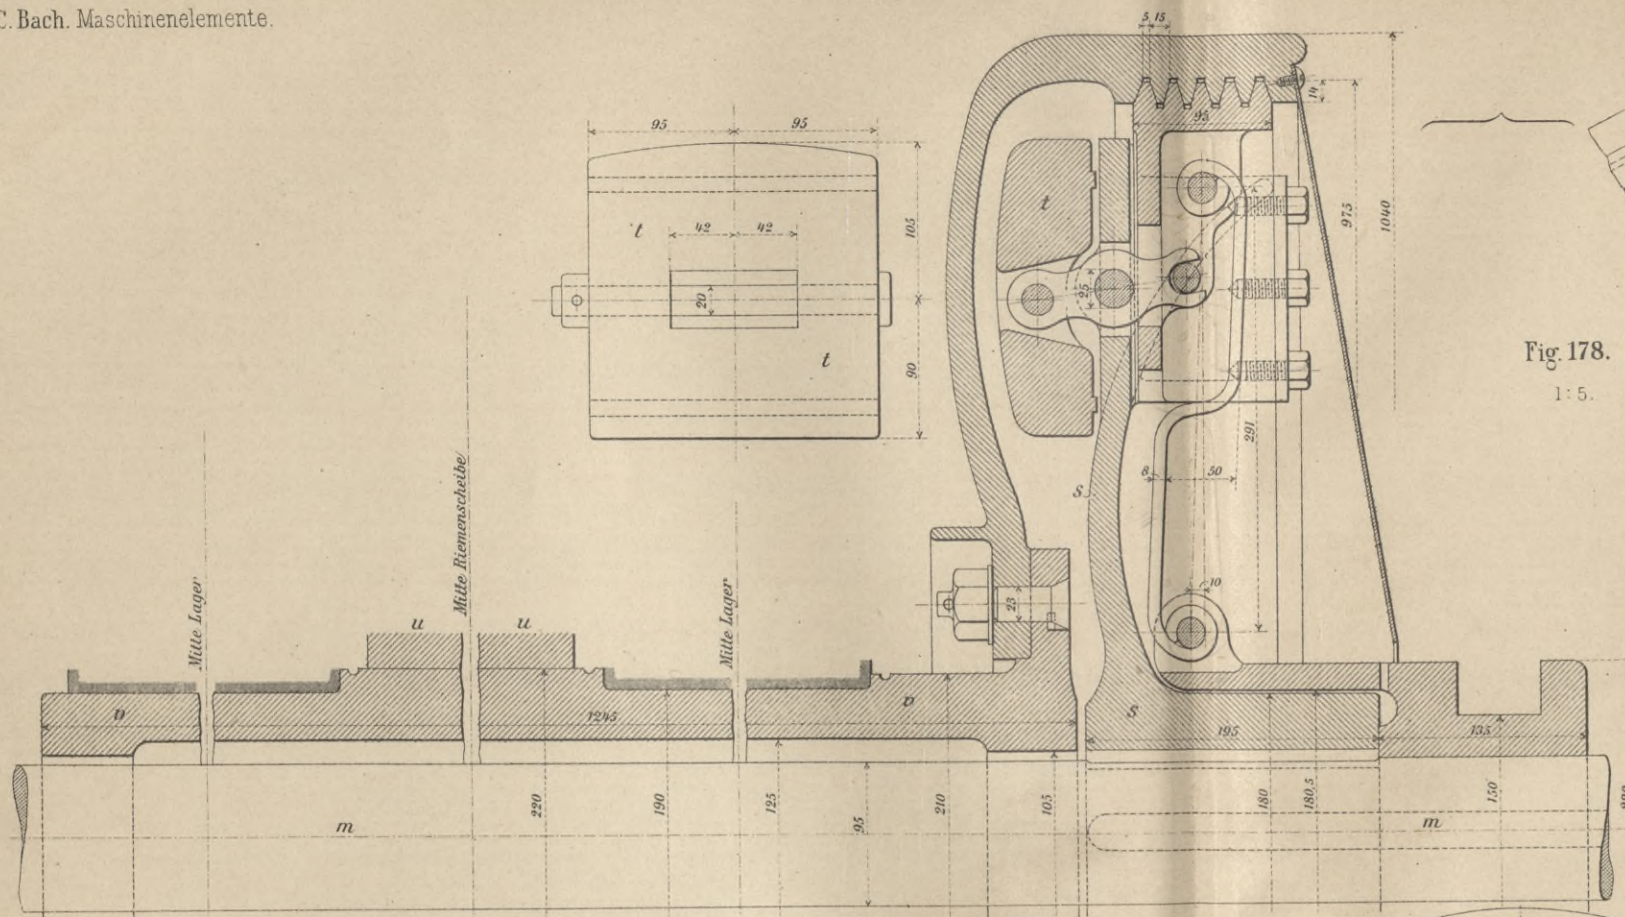 C. Bach. Maschinenelemente.
5 15
95 95
14
95
t
105
975
1040
t
42 42
25
20
Fig. 178.
1:5.
t
90
291
8 50
s
Mitte Riemenscheibe
Mitte Lager
Mitte Lager
10
23
u u
v 1245 v
s
195 135
220
190
125
95
210
105
180
180,5
150
m m